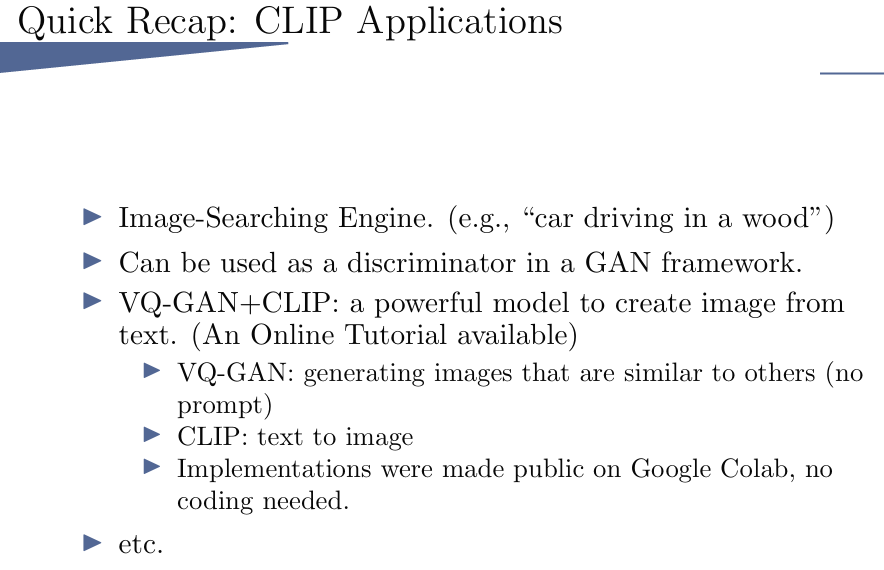 Quick Recap: CLIP Applications
Image-Searching Engine. (e.g., “car driving in a wood”)
Can be used as a discriminator in a GAN framework.
VQ-GAN+CLIP: a powerful model to create image from
text. (An Online Tutorial available)
VQ-GAN: generating images that are similar to others (no
prompt)
CLIP: text to image
Implementations were made public on Google Colab, no
coding needed.
etc.